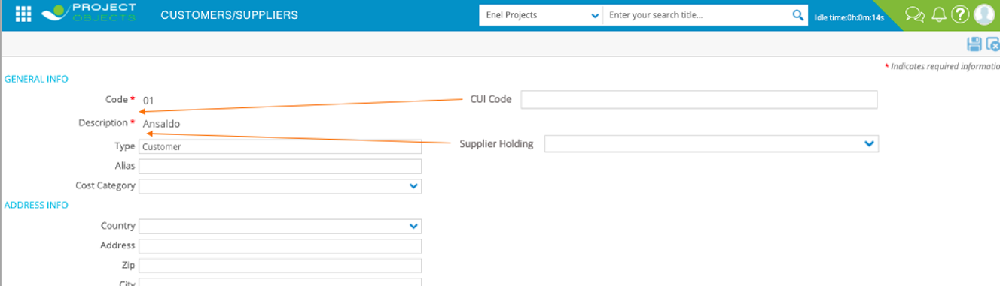 PROJECT
OBJECTS
CUSTOMERS/SUPPLIERS
Enel Projects
Enter your search title...
Idle time:0h:0m:14s
?
* Indicates required informatio
GENERAL INFO
Code * 01
CUI Code
Description * Ansaldo
Type Customer
Supplier Holding
Alias
Cost Category
ADDRESS INFO
Country
Address
Zip
City